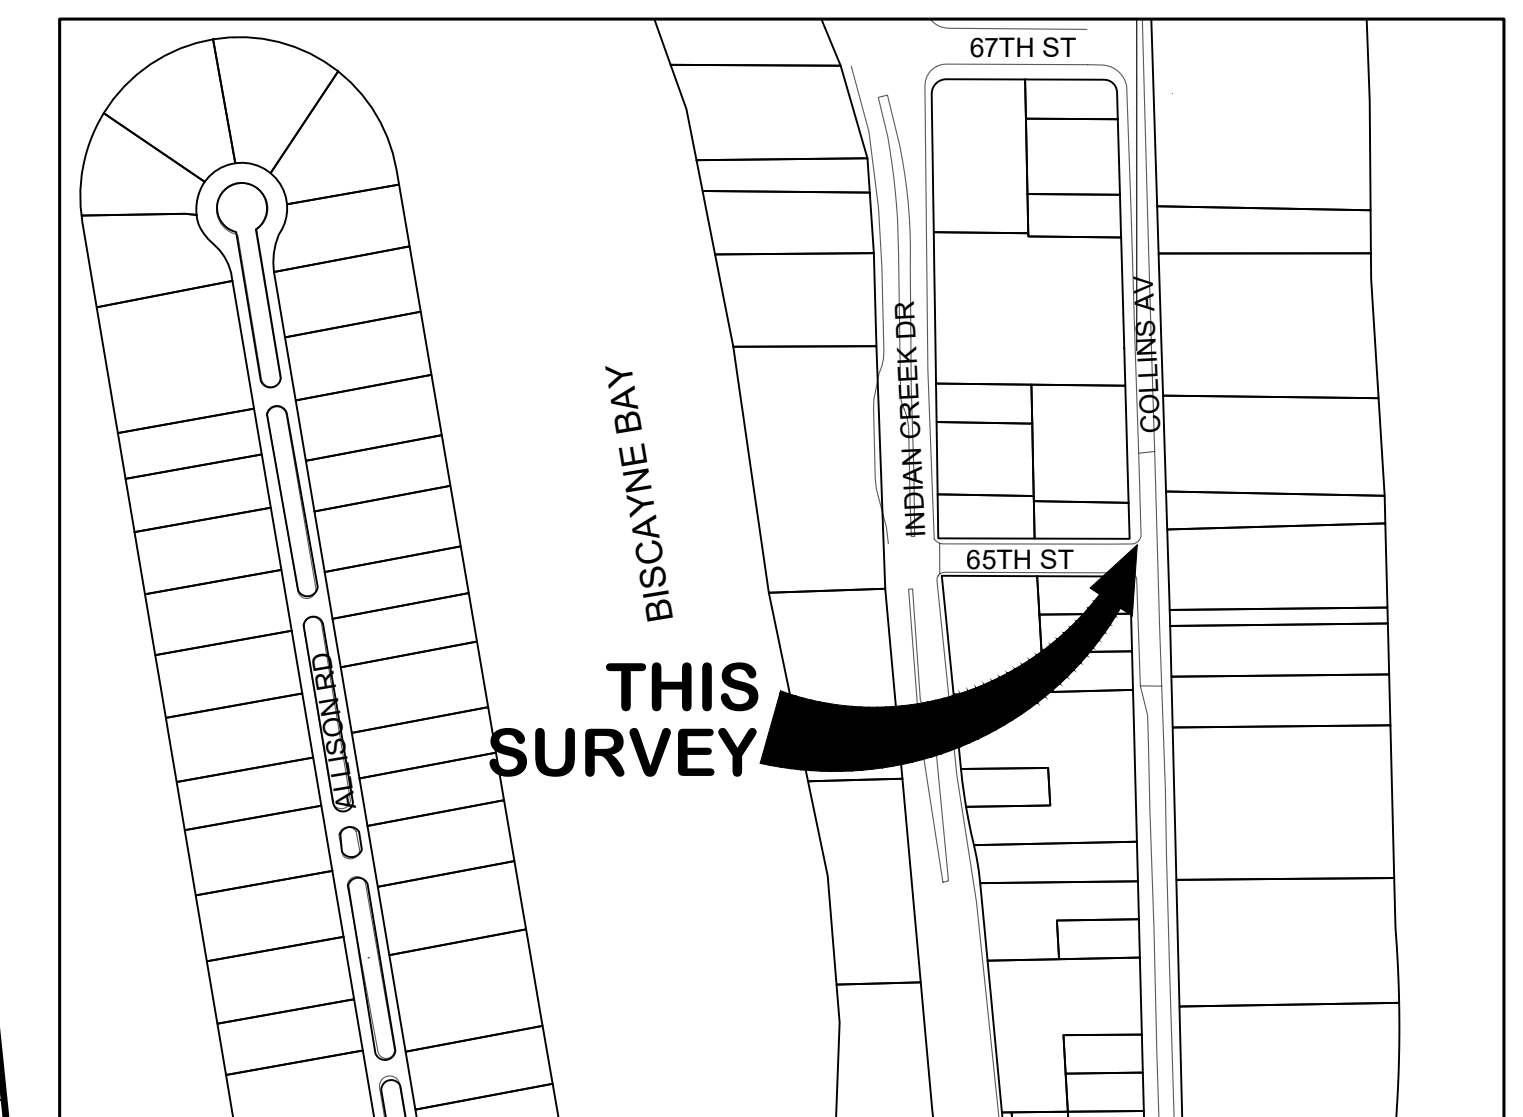 67TH ST
COLLINS AV
INDIAN CREEK DR
BISCAYNE BAY
65TH ST
THIS
SURVEY
ALLISON RD